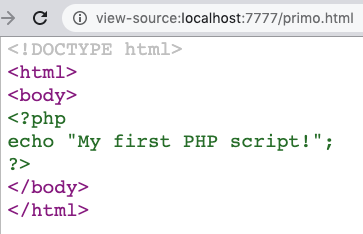 view-source:localhost:7777/primo.html
<!DOCTYPE html>
<html>
<body>
<?php
echo "My first PHP script!";
?>
</body>
</html>